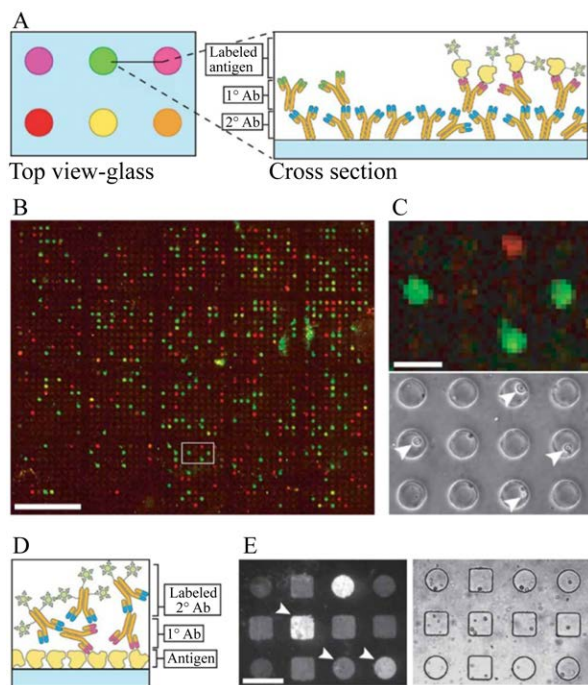 A
Labeled
antigen
1° Ab
2° Ab
Top view-glass
Cross section
B
C
D
Labeled
2° Ab
1° Ab
Antigen
E